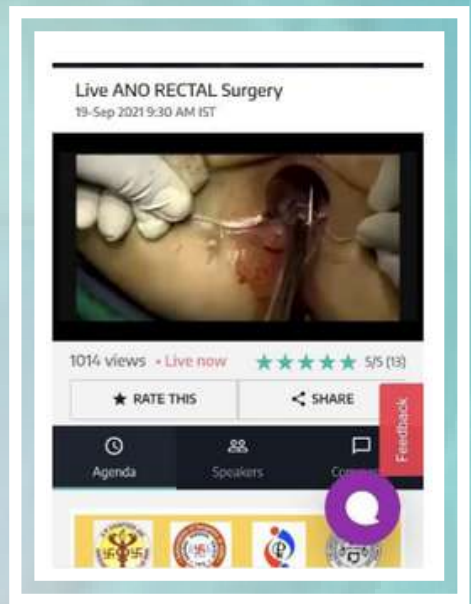 Live ANO RECTAL Surgery
19-Sep 2021 9:30 AM IST
1014 views • Live now ★★★★★ 5/5 (13)
★ RATE THIS
SHARE
Feedback
Agenda
Speakers